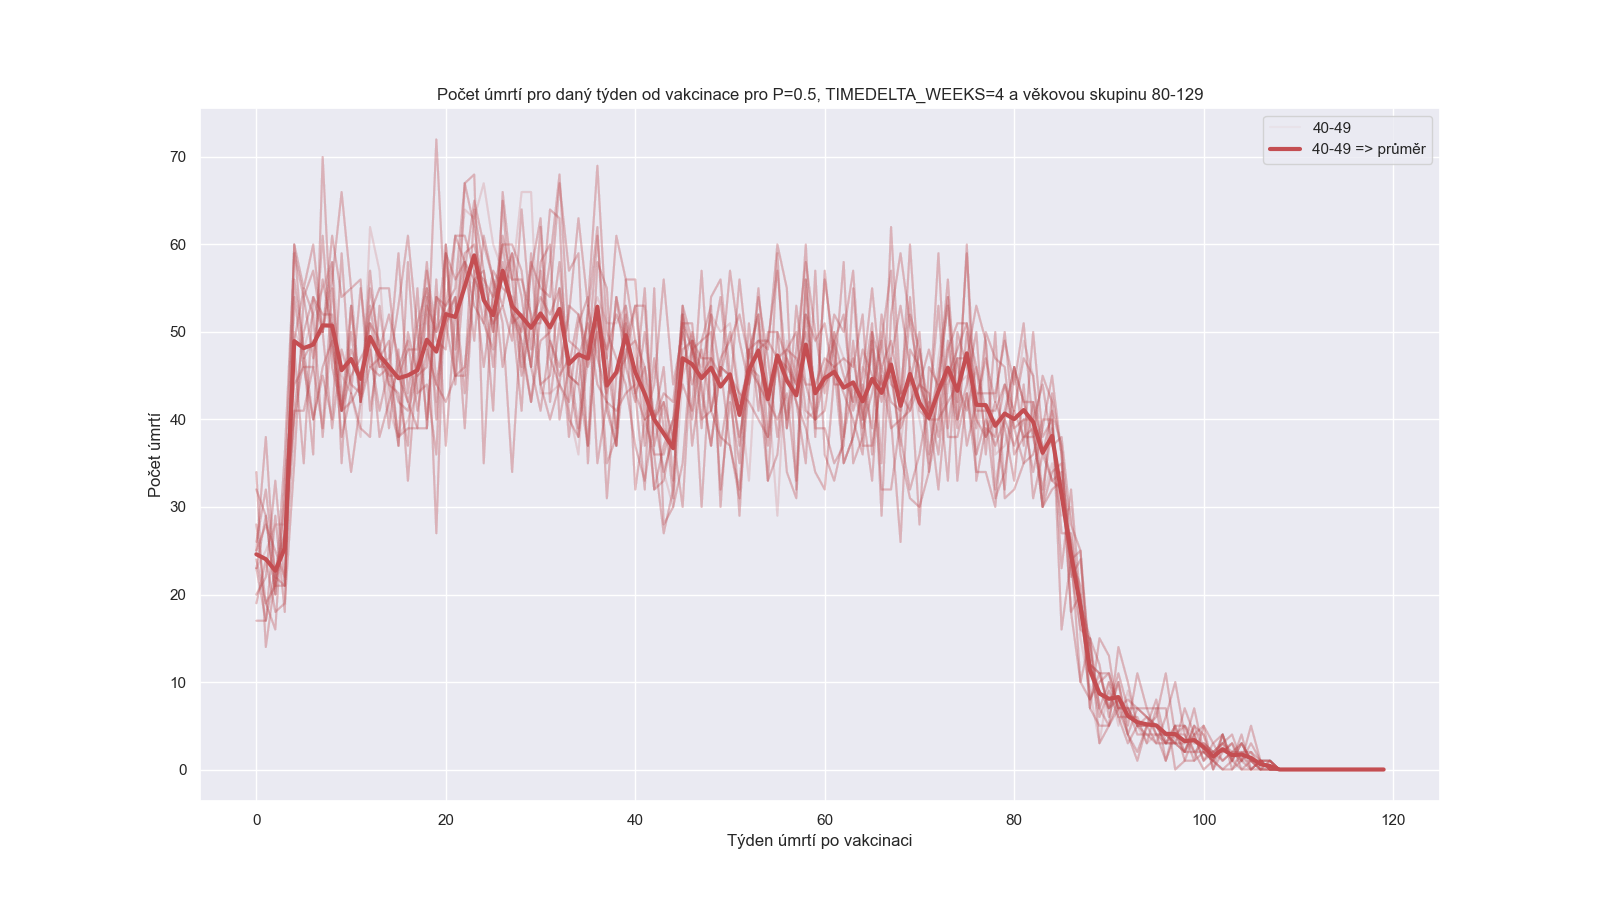 Počet úmrtí pro daný týden od vakcinace pro P=0.5, TIMEDELTA_WEEKS=4 a věkovou skupinu 80-129
40-49
40-49 => průměr
70
60
50
40
30
20
10
0
Počet úmrtí
0 20 40 60 80 100 120
Týden úmrtí po vakcinaci